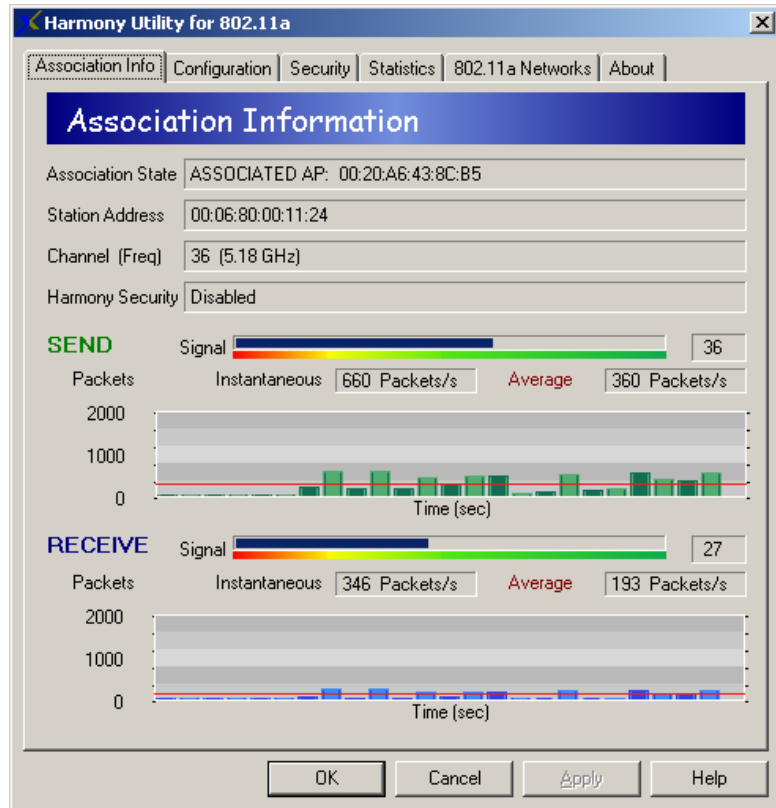 Harmony Utility for 802.11a
Association Info Configuration Security Statistics 802.11a Networks About
Association Information
Association State ASSOCIATED AP: 00:20:A6:43:8C:B5
Station Address 00:06:80:00:11:24
Channel (Freq) 36 (5.18 GHz)
Harmony Security Disabled
SEND Signal 36
Packets Instantaneous 660 Packets/s Average 360 Packets/s
2000
1000
0
Time (sec)
RECEIVE Signal 27
Packets Instantaneous 346 Packets/s Average 193 Packets/s
2000
1000
0
Time (sec)
OK Cancel Apply Help